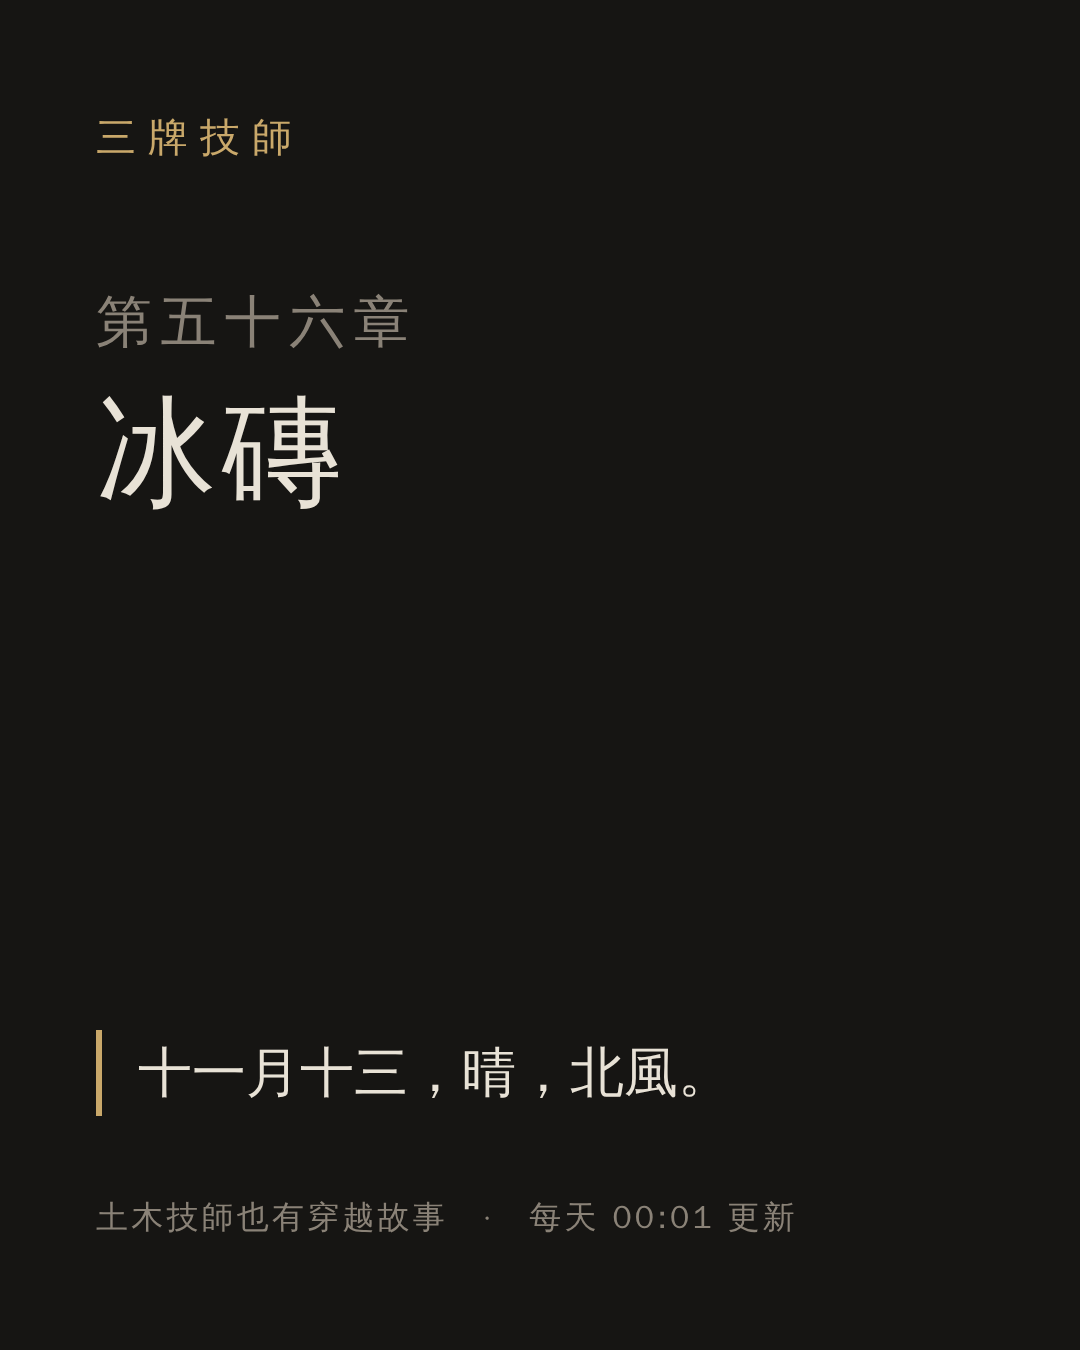 三牌技師
第五十六章
冰磚
十一月十三，晴，北風。
土木技師也有穿越故事 · 每天 00:01 更新